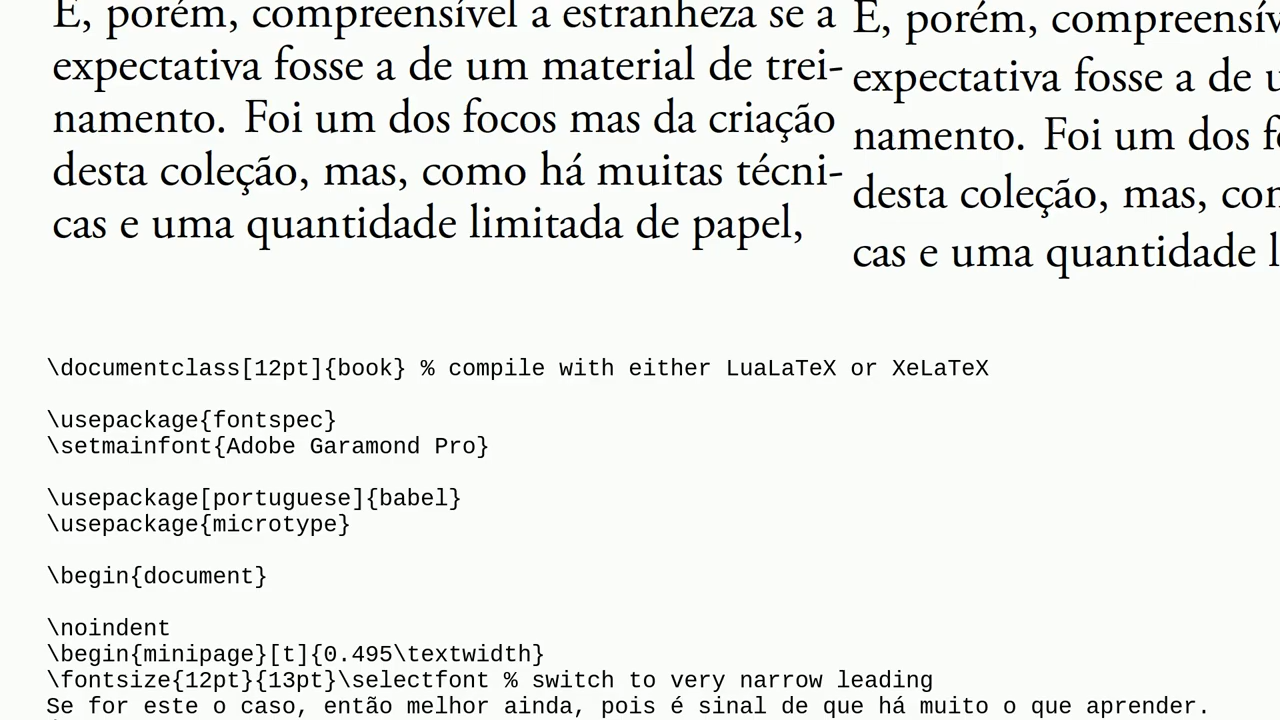 É, porém, compreensível a estranheza se a
expectativa fosse a de um material de trei-
namento. Foi um dos focos mas da criação
desta coleção, mas, como há muitas técni-
cas e uma quantidade limitada de papel,
É, porém, compreensív
expectativa fosse a de u
namento. Foi um dos fo
desta coleção, mas, con
cas e uma quantidade l
\documentclass[12pt]{book} % compile with either LuaLaTeX or XeLaTeX
\usepackage{fontspec}
\setmainfont{Adobe Garamond Pro}
\usepackage[portuguese]{babel}
\usepackage{microtype}
\begin{document}
\noindent
\begin{minipage}[t]{0.495\textwidth}
\fontsize{12pt}{13pt}\selectfont % switch to very narrow leading
Se for este o caso, então melhor ainda, pois é sinal de que há muito o que aprender.